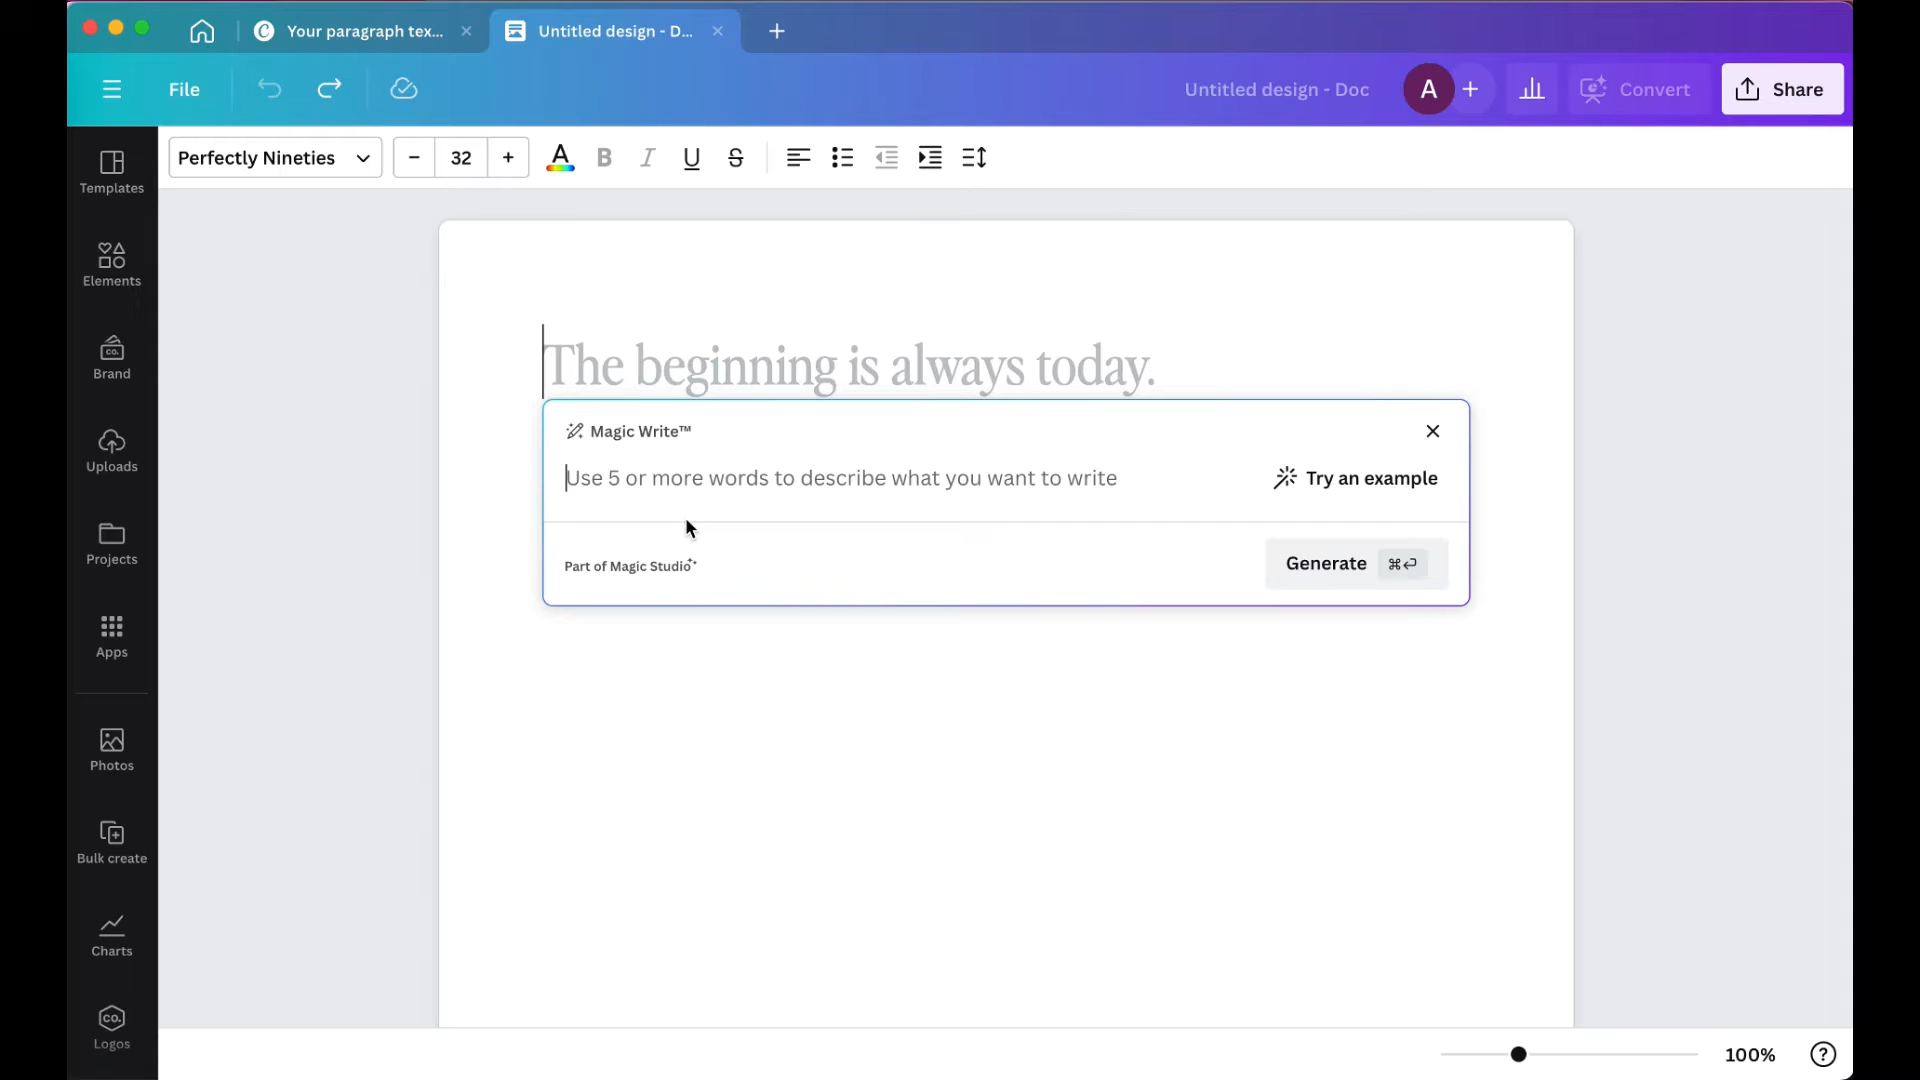 Your paragraph tex...
Untitled design - D...
File
Untitled design - Doc
A
Convert
Share
Perfectly Nineties
32
A B I U S
Templates
Elements
co.
Brand
Uploads
Projects
Apps
Photos
Bulk create
Charts
co.
Logos
The beginning is always today.
Magic Write™
Use 5 or more words to describe what you want to write
Try an example
Part of Magic Studio
Generate ⌘↵
100%
?